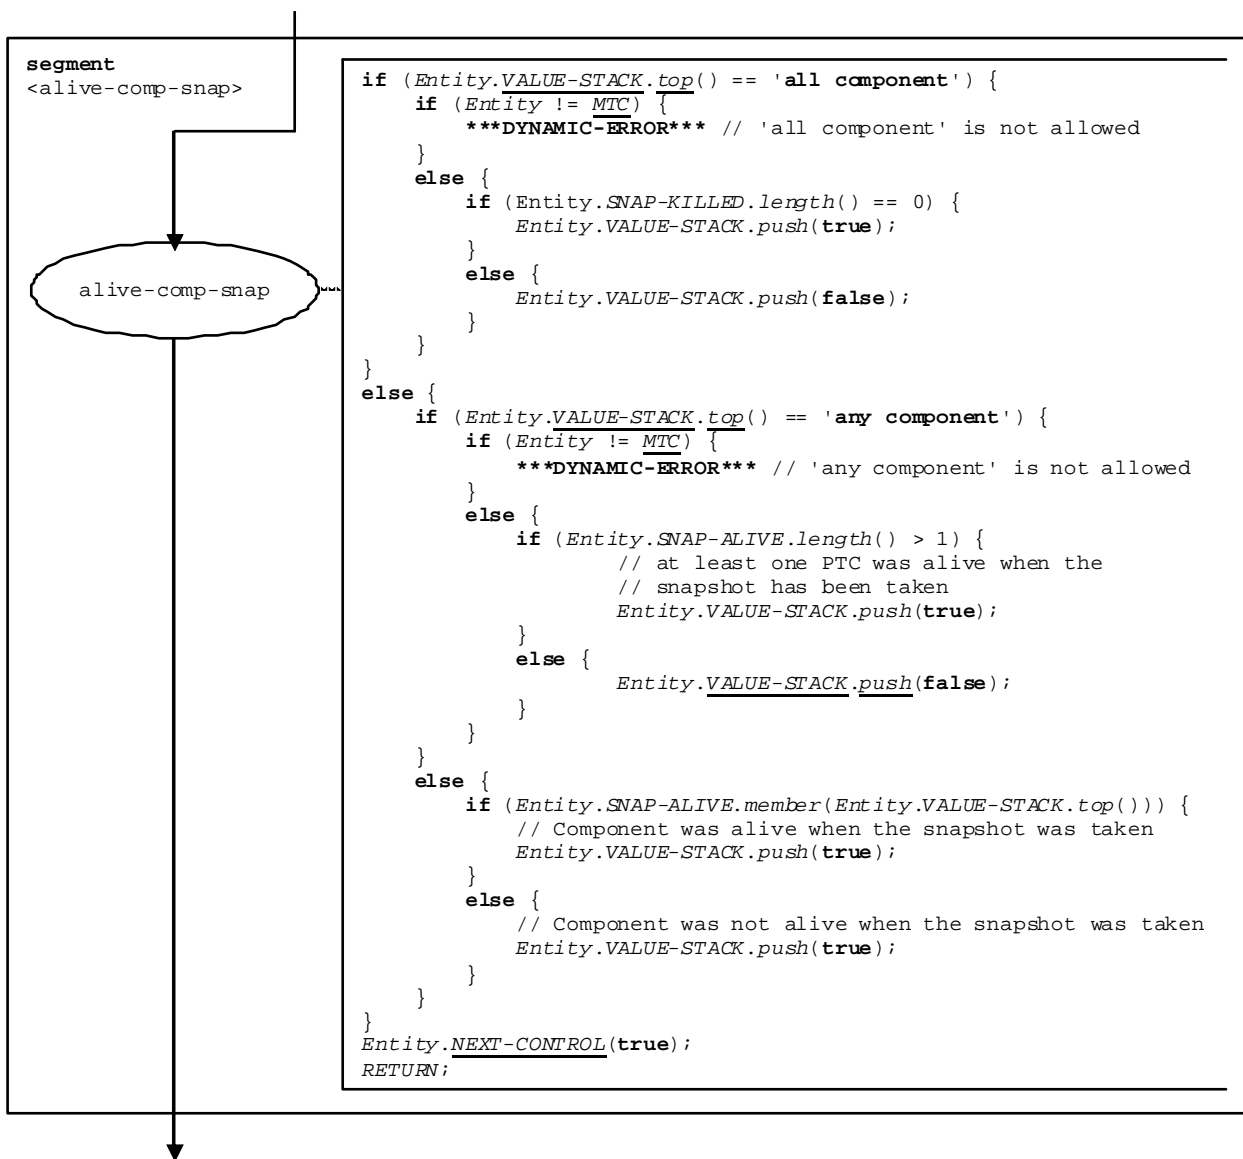 segment
<alive-comp-snap>
alive-comp-snap
if (Entity.VALUE-STACK.top() == 'all component') {
    if (Entity != MTC) {
        ***DYNAMIC-ERROR*** // 'all component' is not allowed
    }
    else {
        if (Entity.SNAP-KILLED.length() == 0) {
            Entity.VALUE-STACK.push(true);
        }
        else {
            Entity.VALUE-STACK.push(false);
        }
    }
}
else {
    if (Entity.VALUE-STACK.top() == 'any component') {
        if (Entity != MTC) {
            ***DYNAMIC-ERROR*** // 'any component' is not allowed
        }
        else {
            if (Entity.SNAP-ALIVE.length() > 1) {
                    // at least one PTC was alive when the
                    // snapshot has been taken
                    Entity.VALUE-STACK.push(true);
            }
            else {
                    Entity.VALUE-STACK.push(false);
            }
        }
    }
    else {
        if (Entity.SNAP-ALIVE.member(Entity.VALUE-STACK.top())) {
            // Component was alive when the snapshot was taken
            Entity.VALUE-STACK.push(true);
        }
        else {
            // Component was not alive when the snapshot was taken
            Entity.VALUE-STACK.push(true);
        }
    }
}
Entity.NEXT-CONTROL(true);
RETURN;